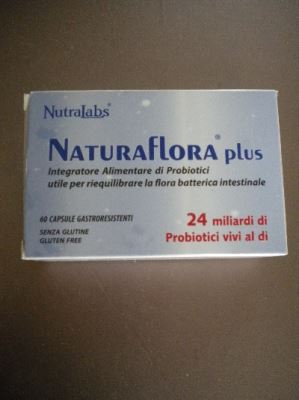 NutraLabs®
NATURAFLORA® plus
Integratore Alimentare di Probiotici
utile per riequilibrare la flora batterica intestinale
60 CAPSULE GASTRORESISTENTI
SENZA GLUTINE
GLUTEN FREE
24 miliardi di
Probiotici vivi al dì